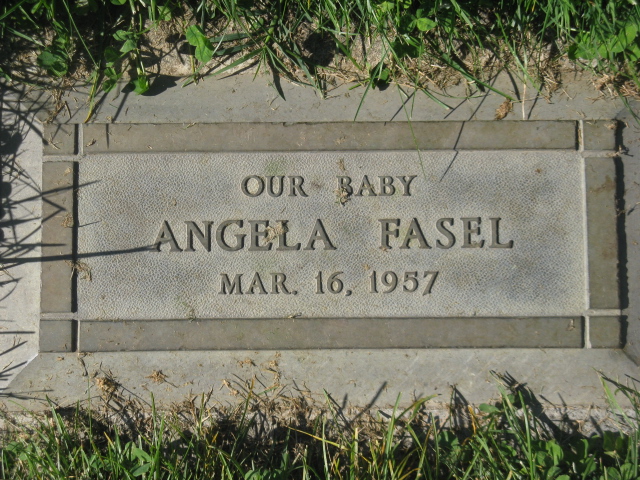 OUR BABY
ANGELA FASEL
MAR. 16, 1957